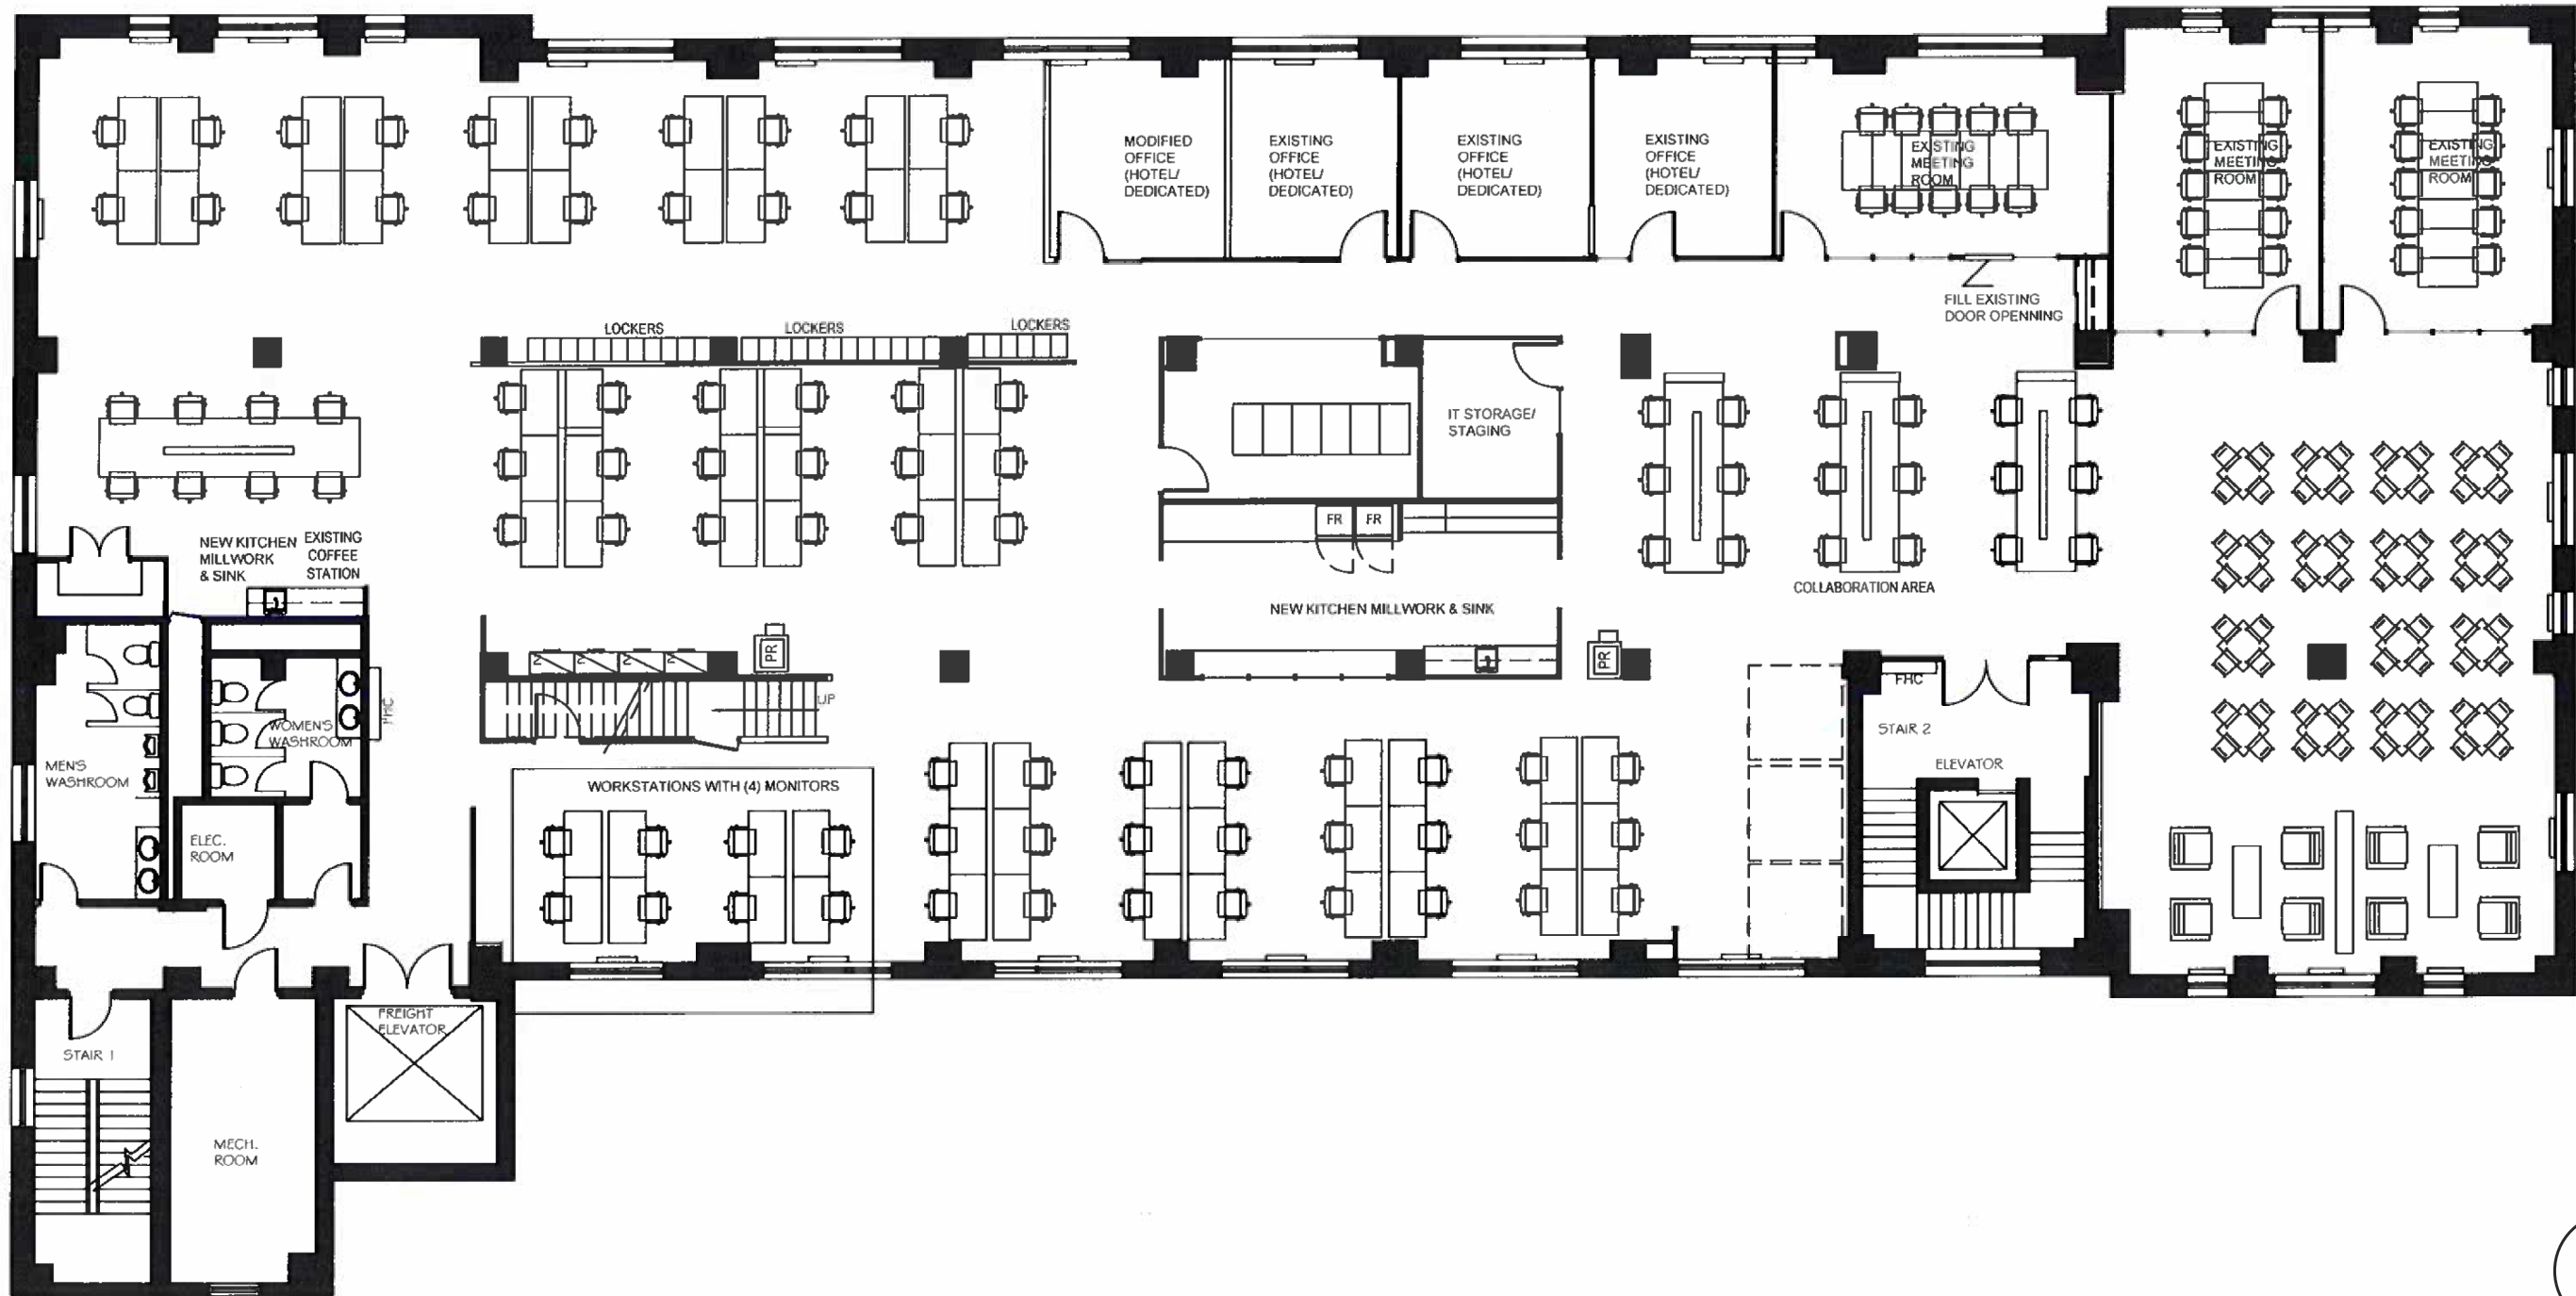 MODIFIED
OFFICE
(HOTEL/
DEDICATED)
EXISTING
OFFICE
(HOTEL/
DEDICATED)
EXISTING
OFFICE
(HOTEL/
DEDICATED)
EXISTING
OFFICE
(HOTEL/
DEDICATED)
EXISTING
MEETING
ROOM
EXISTING
MEETING
ROOM
EXISTING
MEETING
ROOM
FILL EXISTING
DOOR OPENNING
LOCKERS
LOCKERS
LOCKERS
IT STORAGE/
STAGING
FR
FR
NEW KITCHEN
MILLWORK
& SINK
EXISTING
COFFEE
STATION
COLLABORATION AREA
NEW KITCHEN MILLWORK & SINK
PR
PR
FHC
UP
FHC
WOMEN'S
WASHROOM
MEN'S
WASHROOM
STAIR 2
ELEVATOR
WORKSTATIONS WITH (4) MONITORS
ELEC.
ROOM
FREIGHT
ELEVATOR
STAIR 1
MECH.
ROOM